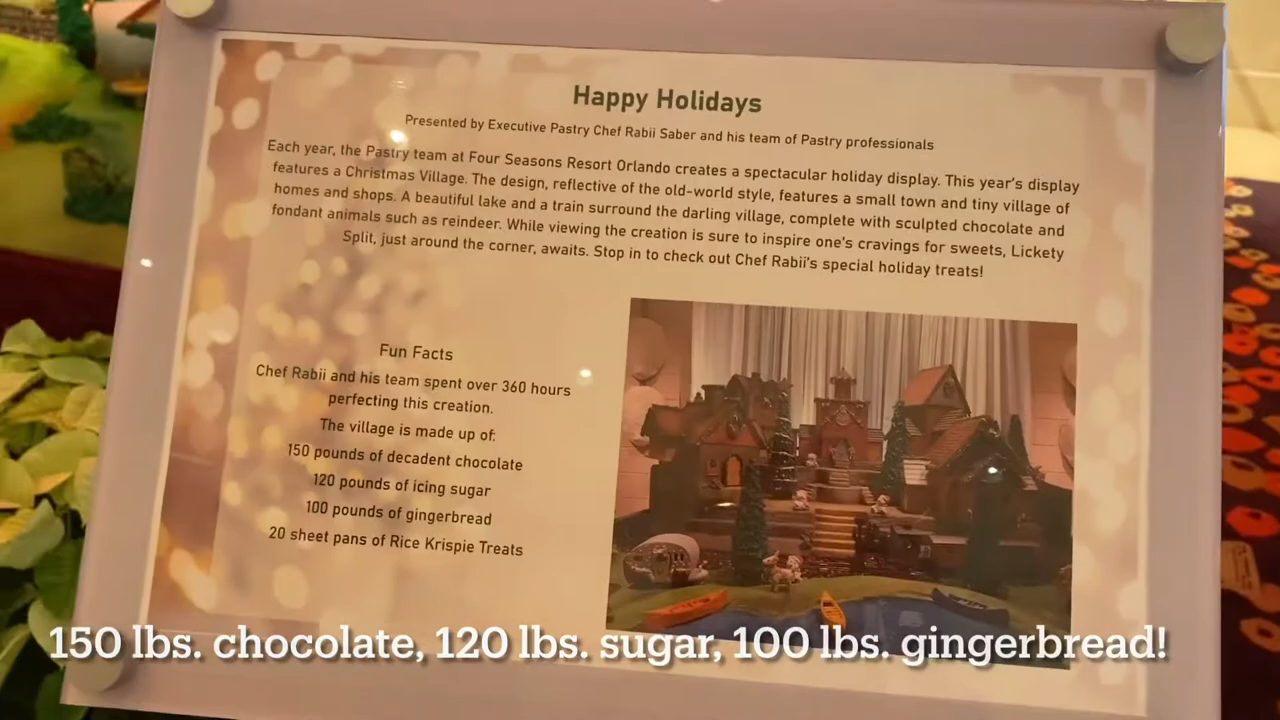 Happy Holidays
Presented by Executive Pastry Chef Rabii Saber and his team of Pastry professionals
Each year, the Pastry team at Four Seasons Resort Orlando creates a spectacular holiday display. This year's display
features a Christmas Village. The design, reflective of the old-world style, features a small town and tiny village of
homes and shops. A beautiful lake and a train surround the darling village, complete with sculpted chocolate and
fondant animals such as reindeer. While viewing the creation is sure to inspire one's cravings for sweets, Lickety
Split, just around the corner, awaits. Stop in to check out Chef Rabii's special holiday treats!
Fun Facts
Chef Rabii and his team spent over 360 hours
perfecting this creation.
The village is made up of:
150 pounds of decadent chocolate
120 pounds of icing sugar
100 pounds of gingerbread
20 sheet pans of Rice Krispie Treats
150 lbs. chocolate, 120 lbs. sugar, 100 lbs. gingerbread!